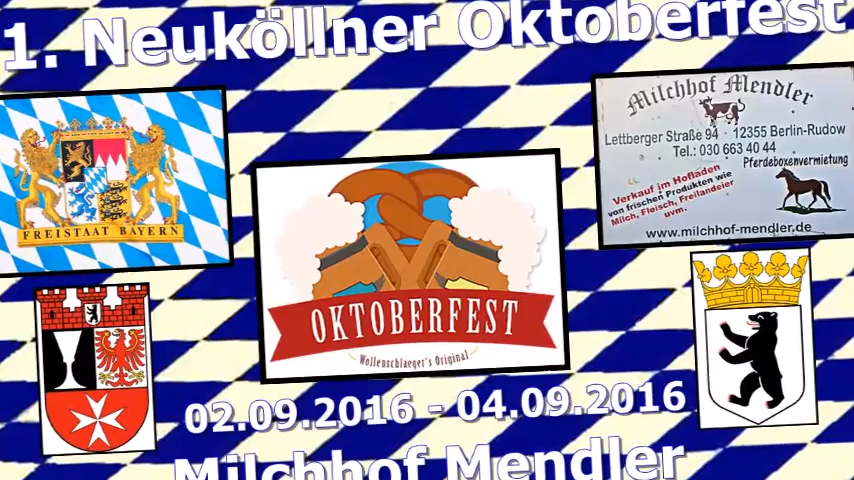 1. Neuköllner Oktoberfest
FREISTAAT BAYERN
OKTOBERFEST
Wollenschlaeger's Original
Milchhof Mendler
Lettberger Straße 94 · 12355 Berlin-Rudow
Tel.: 030 663 40 44
Pferdeboxenvermietung
Verkauf im Hofladen
von frischen Produkten wie
Milch, Fleisch, Freilandeier
uvm.
www.milchhof-mendler.de
02.09.2016 - 04.09.2016
Milchhof Mendler